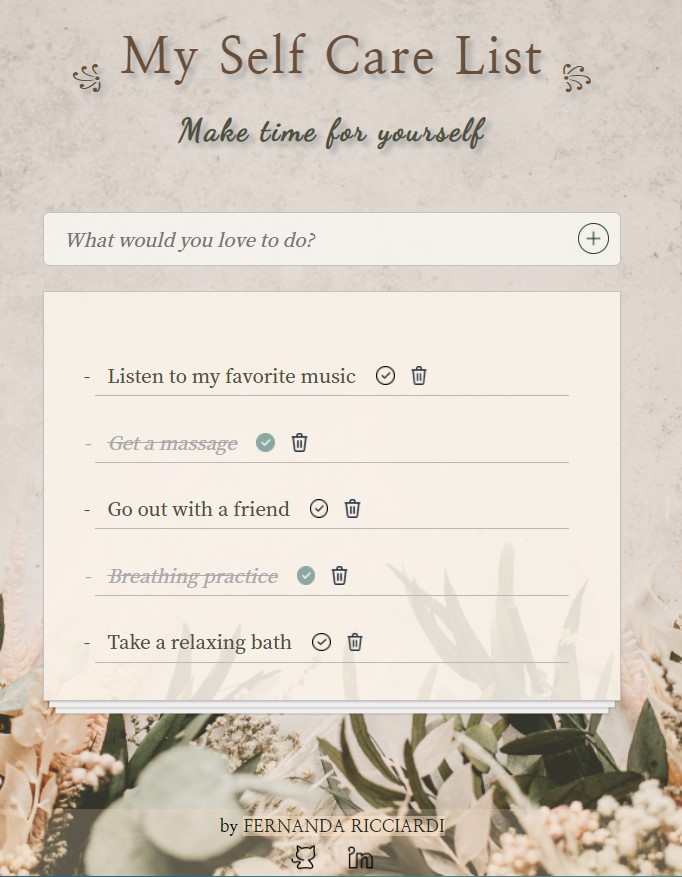 My Self Care List
Make time for yourself
What would you love to do?
- Listen to my favorite music
- Get a massage
- Go out with a friend
- Breathing practice
- Take a relaxing bath
by FERNANDA RICCIARDI
in